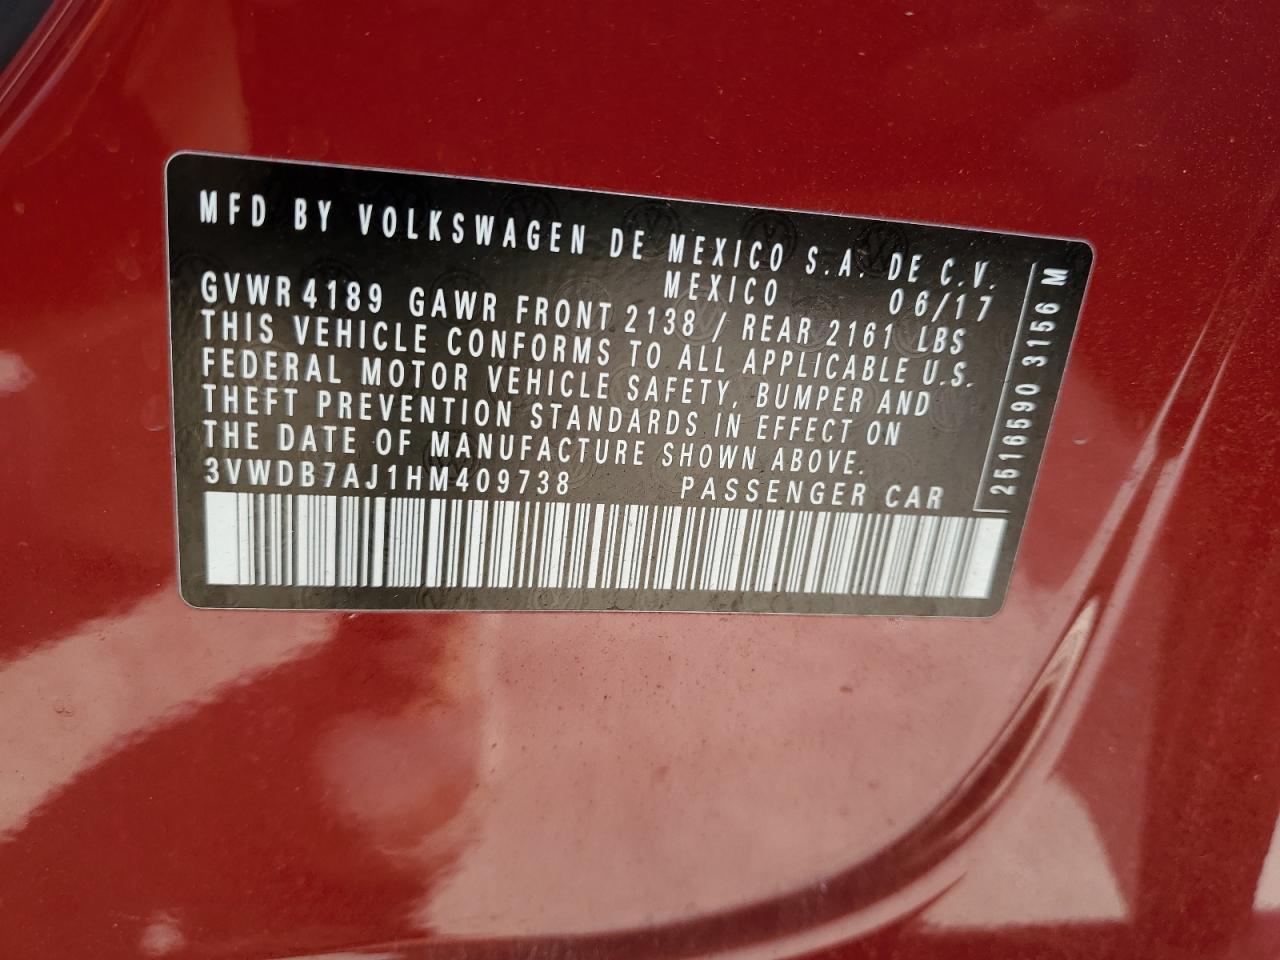 MFD BY VOLKSWAGEN DE MEXICO S.A. DE C.V.
MEXICO 06/17
GVWR 4189 GAWR FRONT 2138 / REAR 2161 LBS
THIS VEHICLE CONFORMS TO ALL APPLICABLE U.S.
FEDERAL MOTOR VEHICLE SAFETY, BUMPER AND
THEFT PREVENTION STANDARDS IN EFFECT ON
THE DATE OF MANUFACTURE SHOWN ABOVE.
3VWDB7AJ1HM409738 PASSENGER CAR
2516590 3156 M